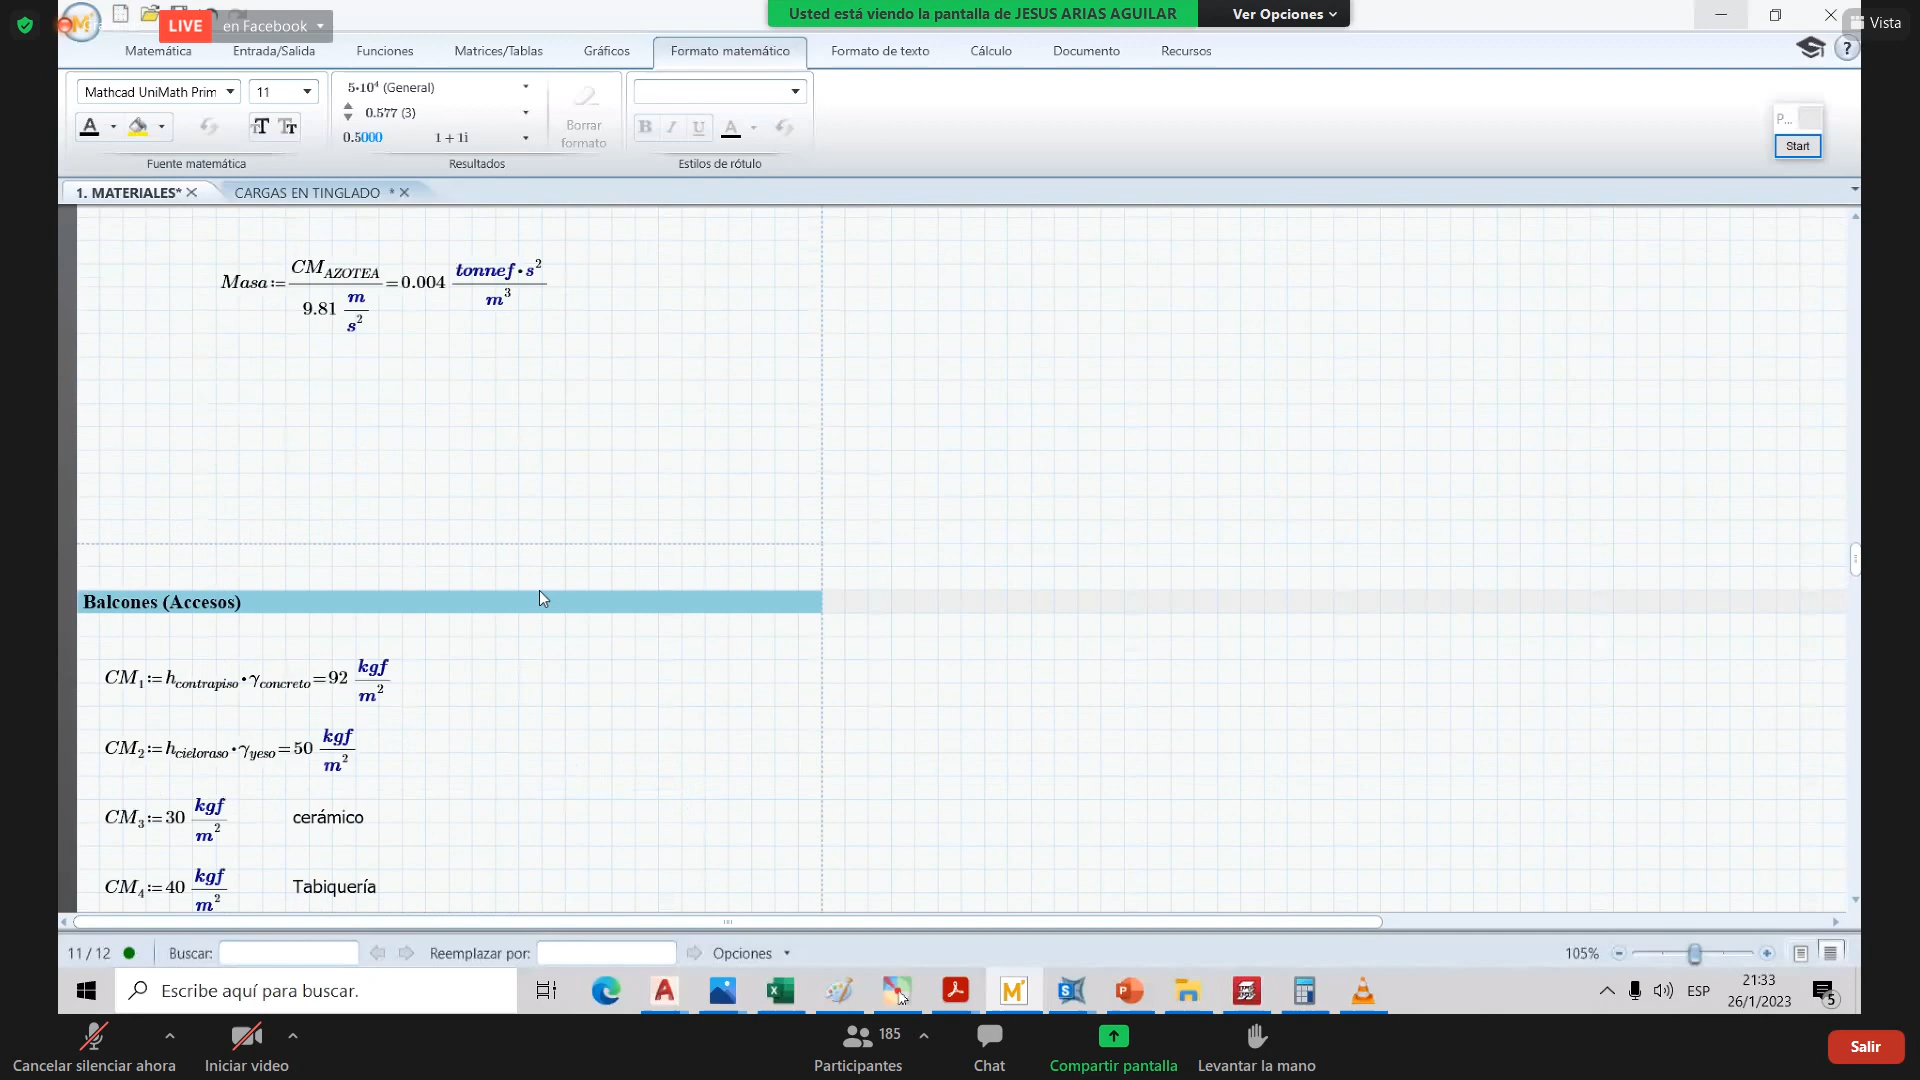 LIVE en Facebook
Usted está viendo la pantalla de JESUS ARIAS AGUILAR
Ver Opciones
Vista
Matemática Entrada/Salida Funciones Matrices/Tablas Gráficos Formato matemático Formato de texto Cálculo Documento Recursos
Mathcad UniMath Prim 11
5•10⁴ (General)
0.577 (3)
0.5000 1 + 1i
Borrar
formato
B I U A
Fuente matemática Resultados Estilos de rótulo
P...
Start
1. MATERIALES* CARGAS EN TINGLADO *
Masa := CM_AZOTEA / (9.81 m/s²) = 0.004 tonnef•s²/m³
Balcones (Accesos)
CM₁ := h_contrapiso • γ_concreto = 92 kgf/m²
CM₂ := h_cieloraso • γ_yeso = 50 kgf/m²
CM₃ := 30 kgf/m² cerámico
CM₄ := 40 kgf/m² Tabiquería
11 / 12 Buscar: Reemplazar por: Opciones 105%
Escribe aquí para buscar.
ESP
21:33
26/1/2023
5
Cancelar silenciar ahora
Iniciar video
Participantes 185
Chat
Compartir pantalla
Levantar la mano
Salir